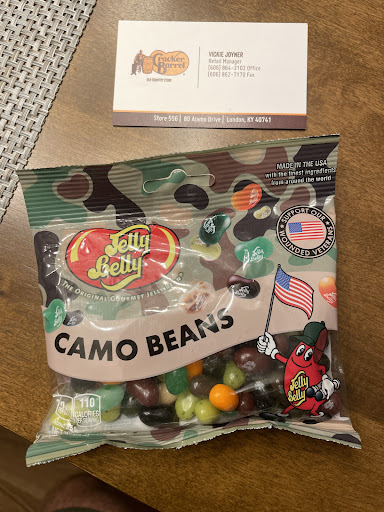 Cracker Barrel
OLD COUNTRY STORE
VICKIE JOYNER
Retail Manager
(606) 864-3103 Office
(606) 862-7170 Fax
Store 556 | 80 Alamo Drive | London, KY 40741
MADE IN THE USA
with the finest ingredients
from around the world
SUPPORT OUR
WOUNDED VETERANS
Jelly
Belly
THE ORIGINAL GOURMET JELLY
CAMO BEANS
110
CALORIES
Jelly
Belly